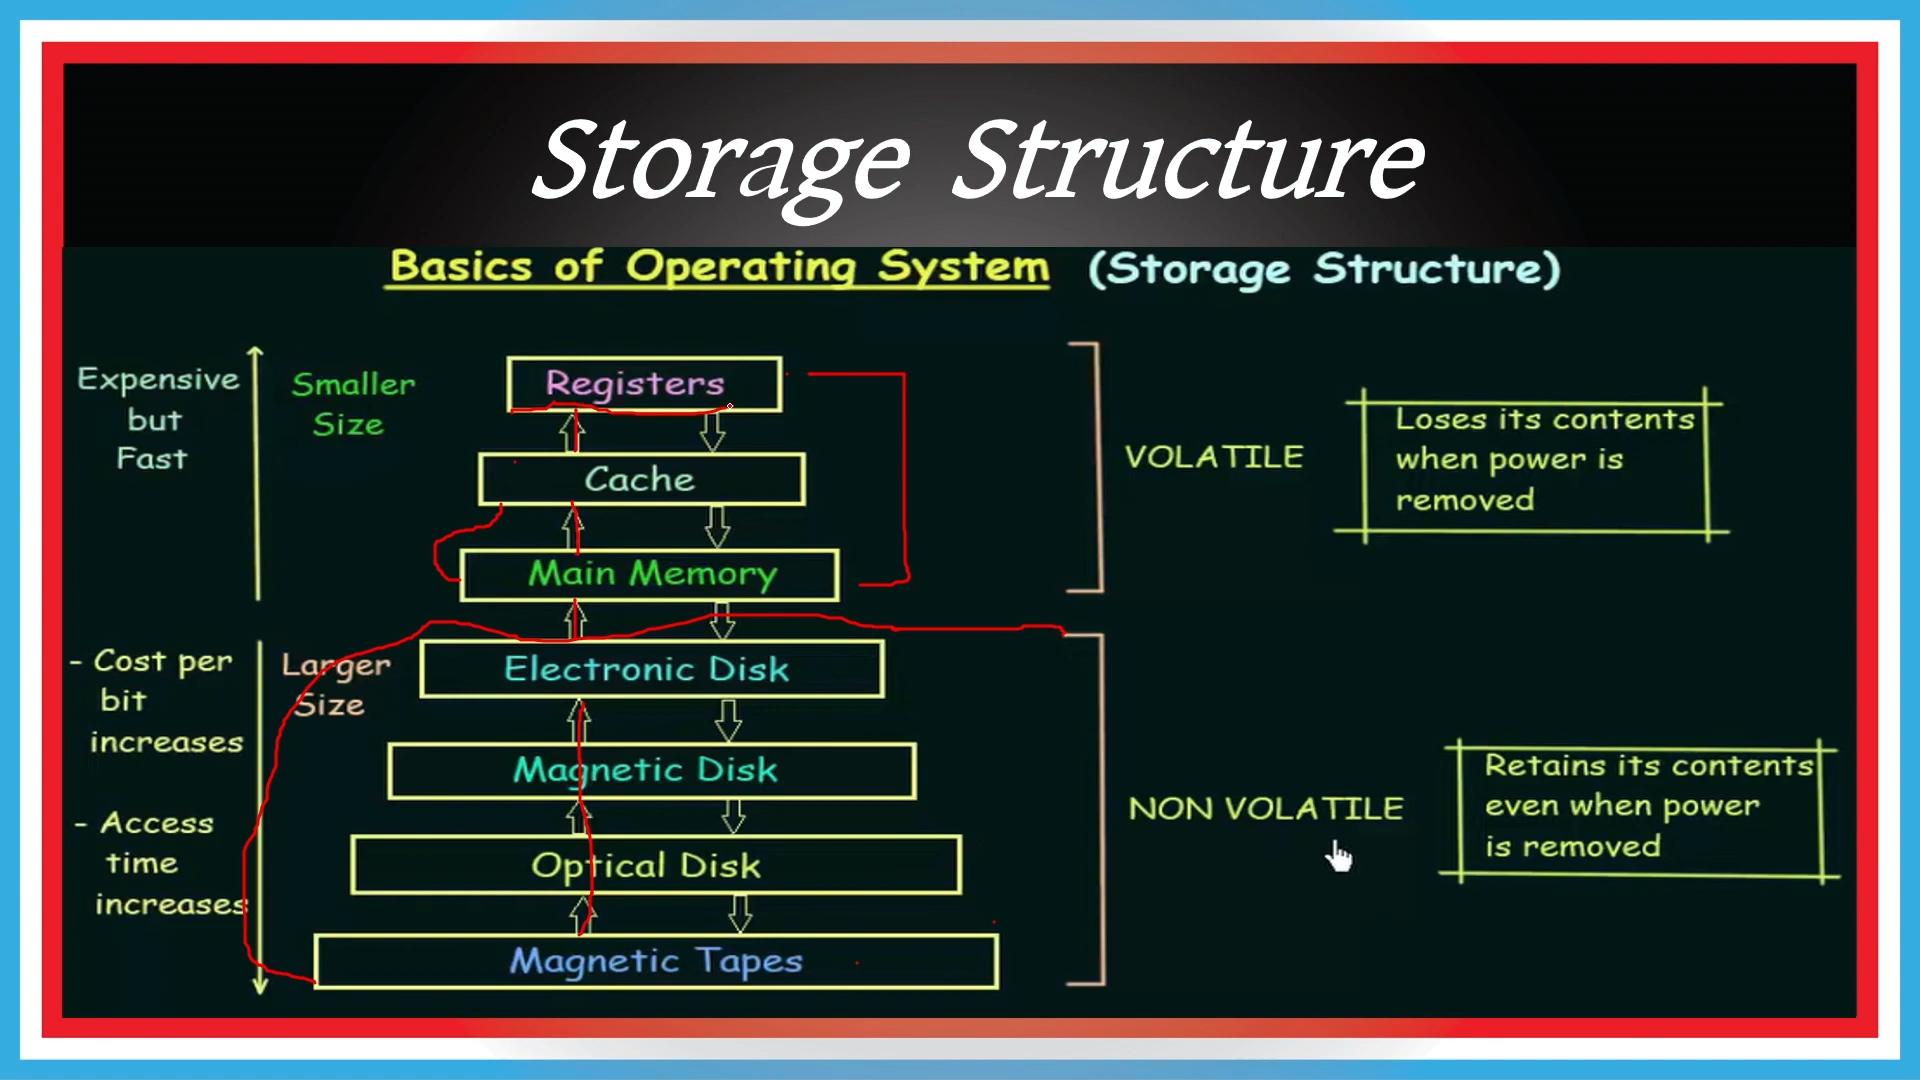 Storage Structure
Basics of Operating System (Storage Structure)
Expensive
but
Fast
Smaller
Size
Registers
Cache
Main Memory
VOLATILE
Loses its contents
when power is
removed
- Cost per
bit
increases
- Access
time
increases
Larger
Size
Electronic Disk
Magnetic Disk
Optical Disk
Magnetic Tapes
NON VOLATILE
Retains its contents
even when power
is removed